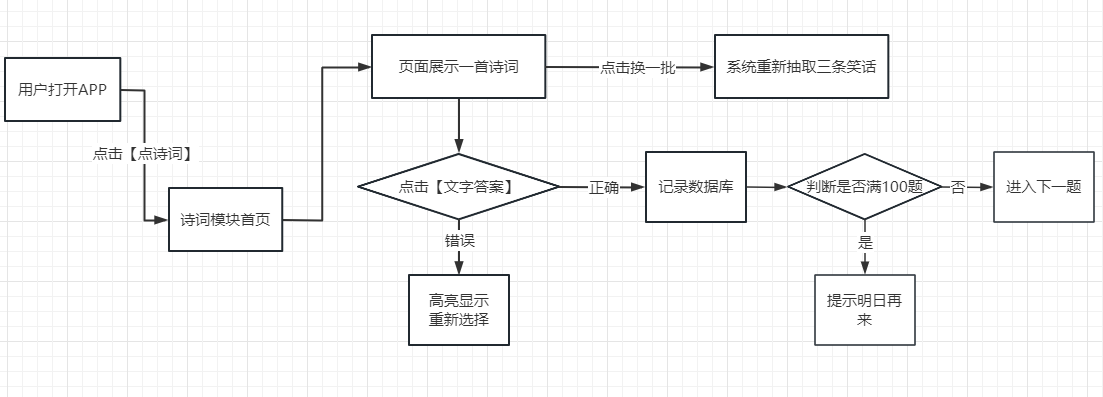 用户打开APP
点击【点诗词】
诗词模块首页
页面展示一首诗词
点击换一批
系统重新抽取三条笑话
点击【文字答案】
正确
记录数据库
判断是否满100题
否
进入下一题
错误
高亮显示
重新选择
是
提示明日再
来